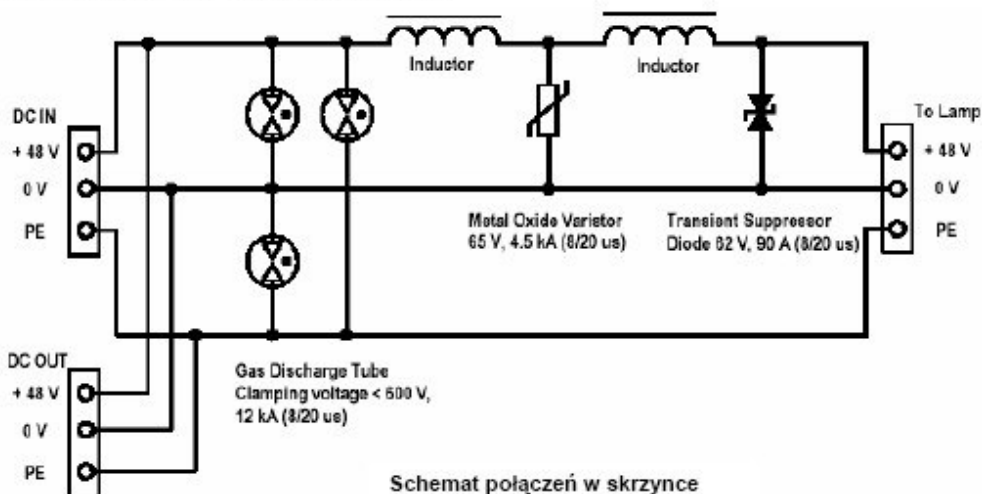 Inductor
Inductor
DC IN
+ 48 V
0 V
PE
To Lamp
+ 48 V
0 V
PE
Metal Oxide Varistor
65 V, 4.5 kA (8/20 us)
Transient Suppressor
Diode 62 V, 90 A (8/20 us)
DC OUT
+ 48 V
0 V
PE
Gas Discharge Tube
Clamping voltage < 600 V,
12 kA (8/20 us)
Schemat połączeń w skrzynce